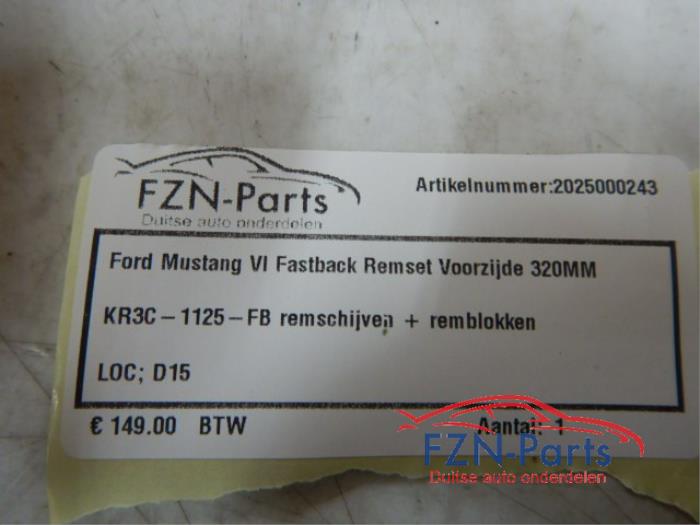 FZN-Parts
Duitse auto onderdelen
Artikelnummer:2025000243
Ford Mustang VI Fastback Remset Voorzijde 320MM
KR3C-1125-FB remschijven + remblokken
LOC; D15
€ 149.00 BTW
Aantal: 1
FZN-Parts
Duitse auto onderdelen